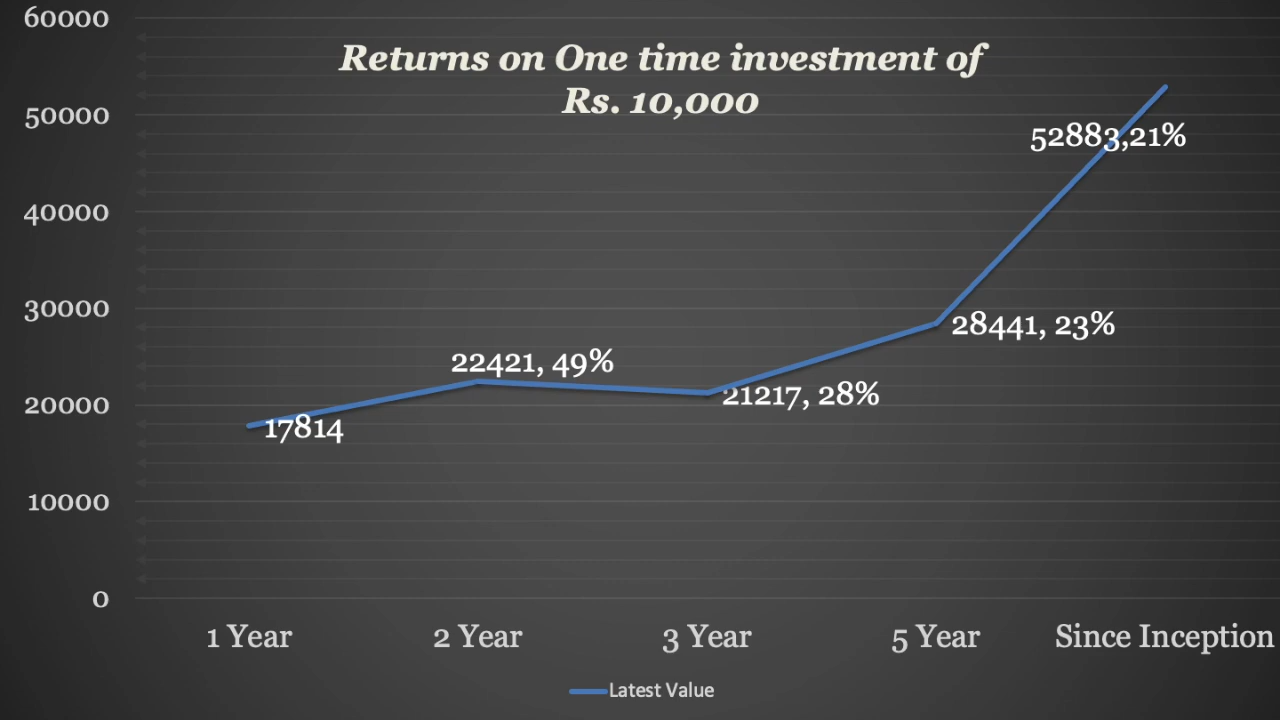 Returns on One time investment of
Rs. 10,000
60000
50000
40000
30000
20000
10000
0
17814
22421, 49%
21217, 28%
28441, 23%
52883,21%
1 Year
2 Year
3 Year
5 Year
Since Inception
Latest Value